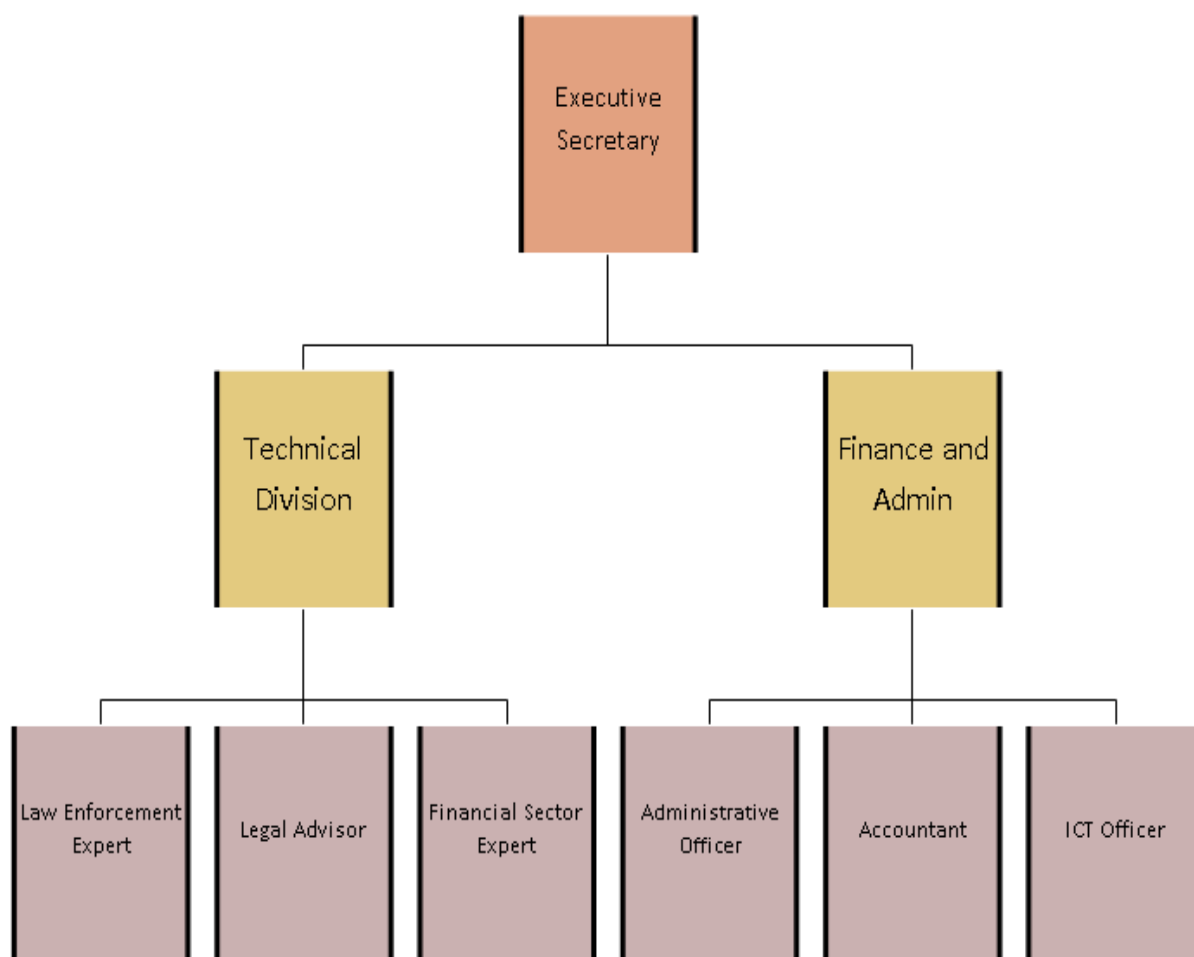 Executive
Secretary
Technical
Division
Finance and
Admin
Law Enforcement
Expert
Legal Advisor
Financial Sector
Expert
Administrative
Officer
Accountant
ICT Officer